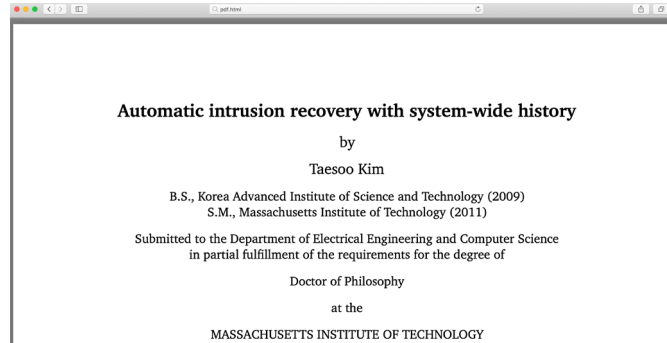 pdf.html
Automatic intrusion recovery with system-wide history
by
Taesoo Kim
B.S., Korea Advanced Institute of Science and Technology (2009)
S.M., Massachusetts Institute of Technology (2011)
Submitted to the Department of Electrical Engineering and Computer Science
in partial fulfillment of the requirements for the degree of
Doctor of Philosophy
at the
MASSACHUSETTS INSTITUTE OF TECHNOLOGY